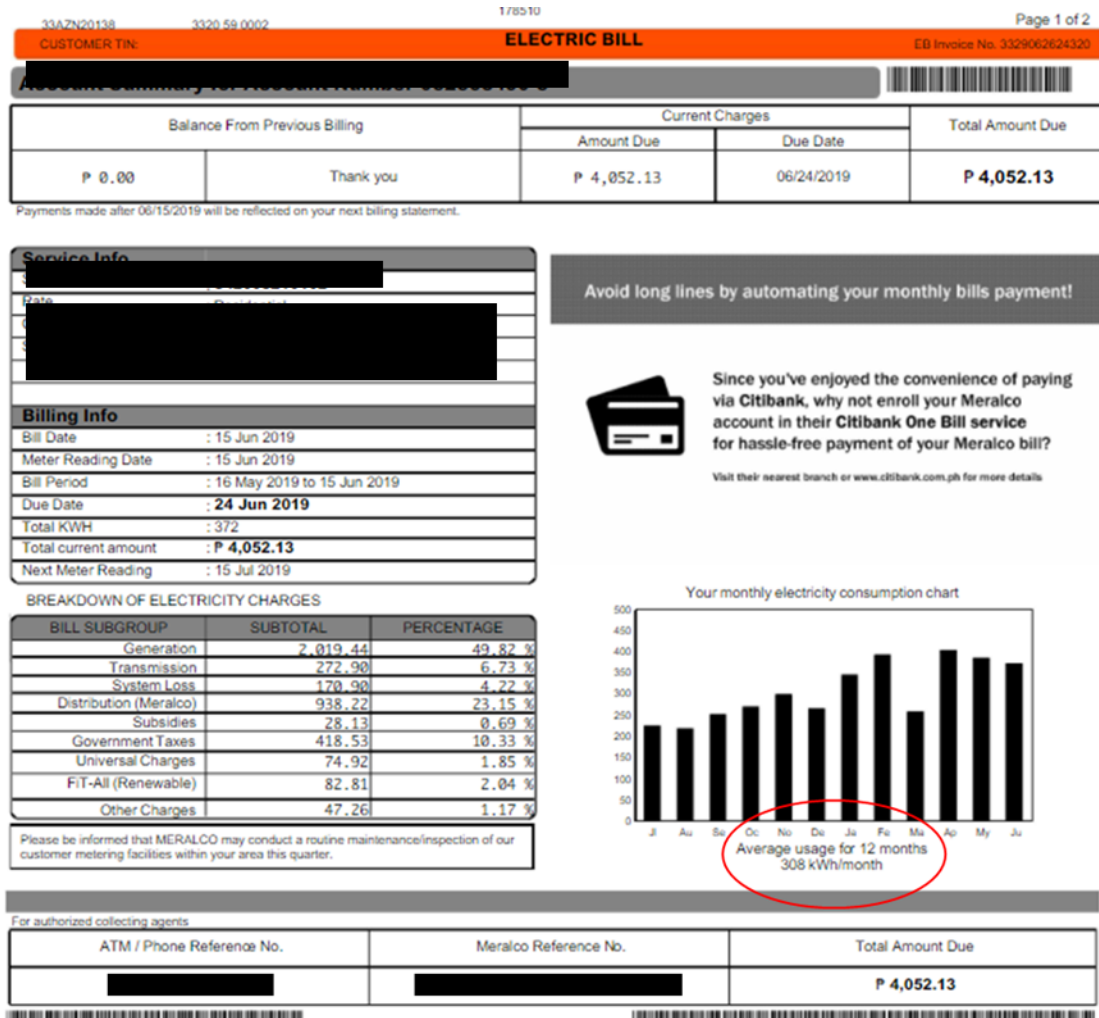 178510
33AZN20138 3320 59 0002 Page 1 of 2
CUSTOMER TIN: ELECTRIC BILL EB Invoice No. 3329062624320
Balance From Previous Billing Current Charges Total Amount Due
Amount Due Due Date
₱ 0.00 Thank you ₱ 4,052.13 06/24/2019 ₱ 4,052.13
Payments made after 06/15/2019 will be reflected on your next billing statement.
Service Info
Rate : Residential
Billing Info
Bill Date : 15 Jun 2019
Meter Reading Date : 15 Jun 2019
Bill Period : 16 May 2019 to 15 Jun 2019
Due Date : 24 Jun 2019
Total KWH : 372
Total current amount : ₱ 4,052.13
Next Meter Reading : 15 Jul 2019
Avoid long lines by automating your monthly bills payment!
Since you've enjoyed the convenience of paying
via Citibank, why not enroll your Meralco
account in their Citibank One Bill service
for hassle-free payment of your Meralco bill?
Visit their nearest branch or www.citibank.com.ph for more details
BREAKDOWN OF ELECTRICITY CHARGES
BILL SUBGROUP SUBTOTAL PERCENTAGE
Generation 2,019.44 49.82 %
Transmission 272.90 6.73 %
System Loss 170.90 4.22 %
Distribution (Meralco) 938.22 23.15 %
Subsidies 28.13 0.69 %
Government Taxes 418.53 10.33 %
Universal Charges 74.92 1.85 %
FiT-All (Renewable) 82.81 2.04 %
Other Charges 47.26 1.17 %
Please be informed that MERALCO may conduct a routine maintenance/inspection of our
customer metering facilities within your area this quarter.
Your monthly electricity consumption chart
500
450
400
350
300
250
200
150
100
50
0
Jl Au Se Oc No De Ja Fe Ma Ap My Ju
Average usage for 12 months
308 kWh/month
For authorized collecting agents
ATM / Phone Reference No. Meralco Reference No. Total Amount Due
₱ 4,052.13